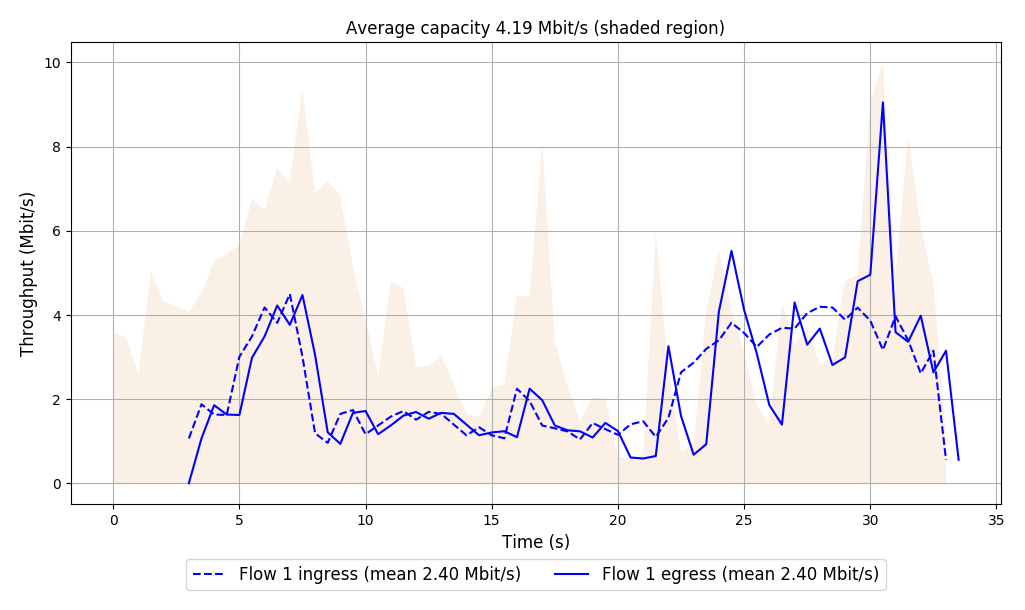 Average capacity 4.19 Mbit/s (shaded region)
10
8
6
4
2
0
Throughput (Mbit/s)
0 5 10 15 20 25 30 35
Time (s)
Flow 1 ingress (mean 2.40 Mbit/s) Flow 1 egress (mean 2.40 Mbit/s)